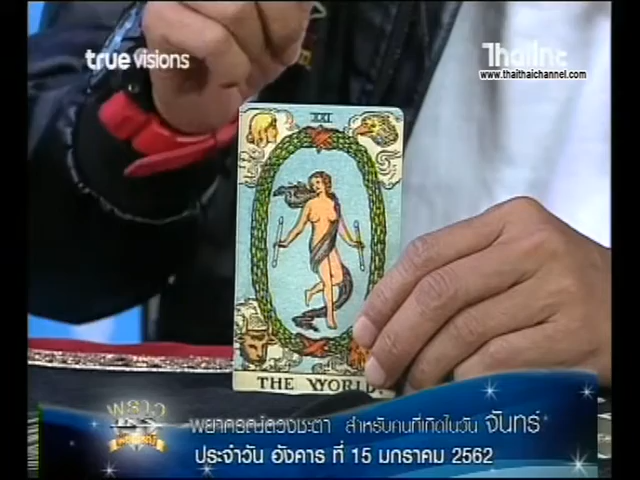 true visions
ThaiThai
www.thaithaichannel.com
XXI
THE WORLD.
พยากรณ์ดวงชะตา สำหรับคนที่เกิดในวัน จันทร์
ประจำวัน อังคาร ที่ 15 มกราคม 2562